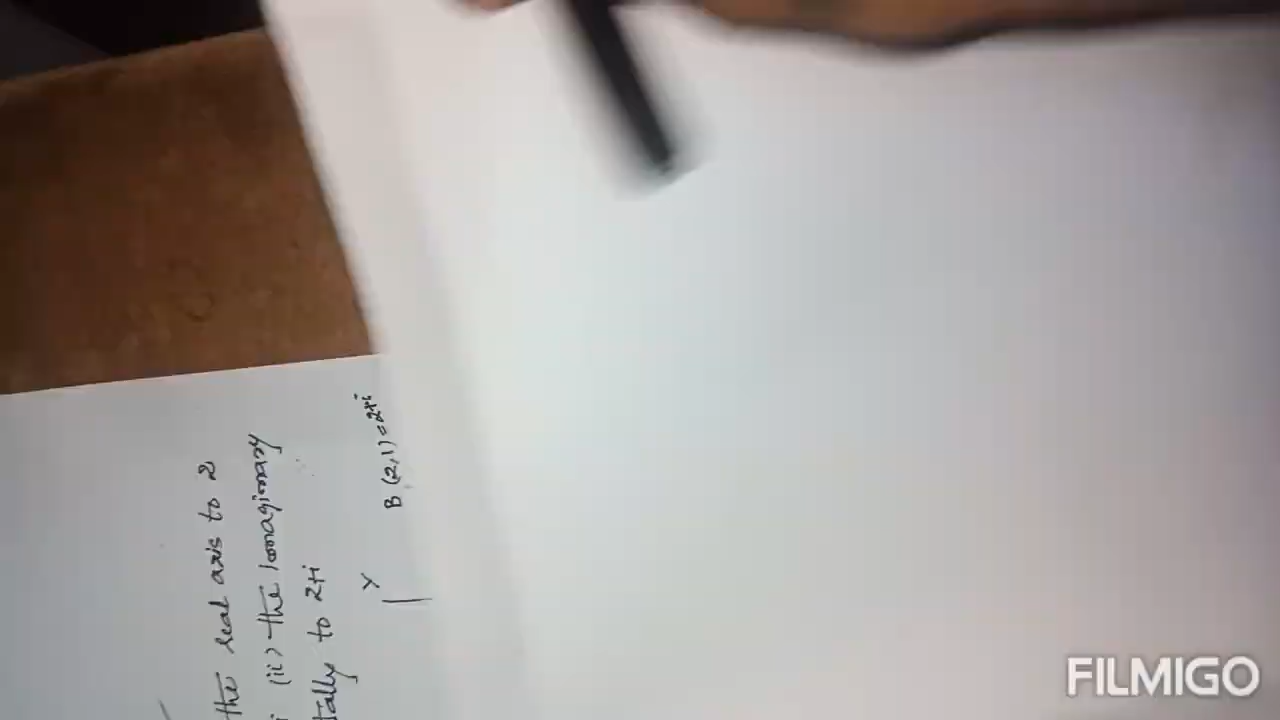 the real axis to 2
(ii) the Imaginary
tally to 2+i
Y
B (2,1) = 2+i
FILMIGO